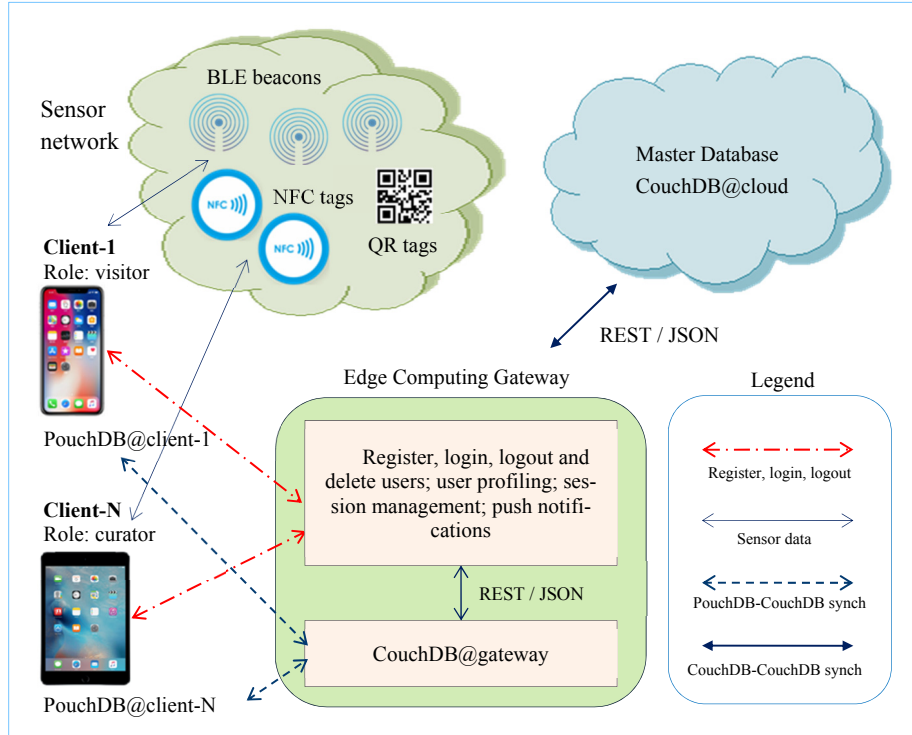 BLE beacons
Sensor
network
NFC
NFC tags
NFC
QR tags
Master Database
CouchDB@cloud
Client-1
Role: visitor
REST / JSON
PouchDB@client-1
Client-N
Role: curator
PouchDB@client-N
Edge Computing Gateway
Register, login, logout and
delete users; user profiling; ses-
sion management; push notifi-
cations
REST / JSON
CouchDB@gateway
Legend
Register, login, logout
Sensor data
PouchDB-CouchDB synch
CouchDB-CouchDB synch